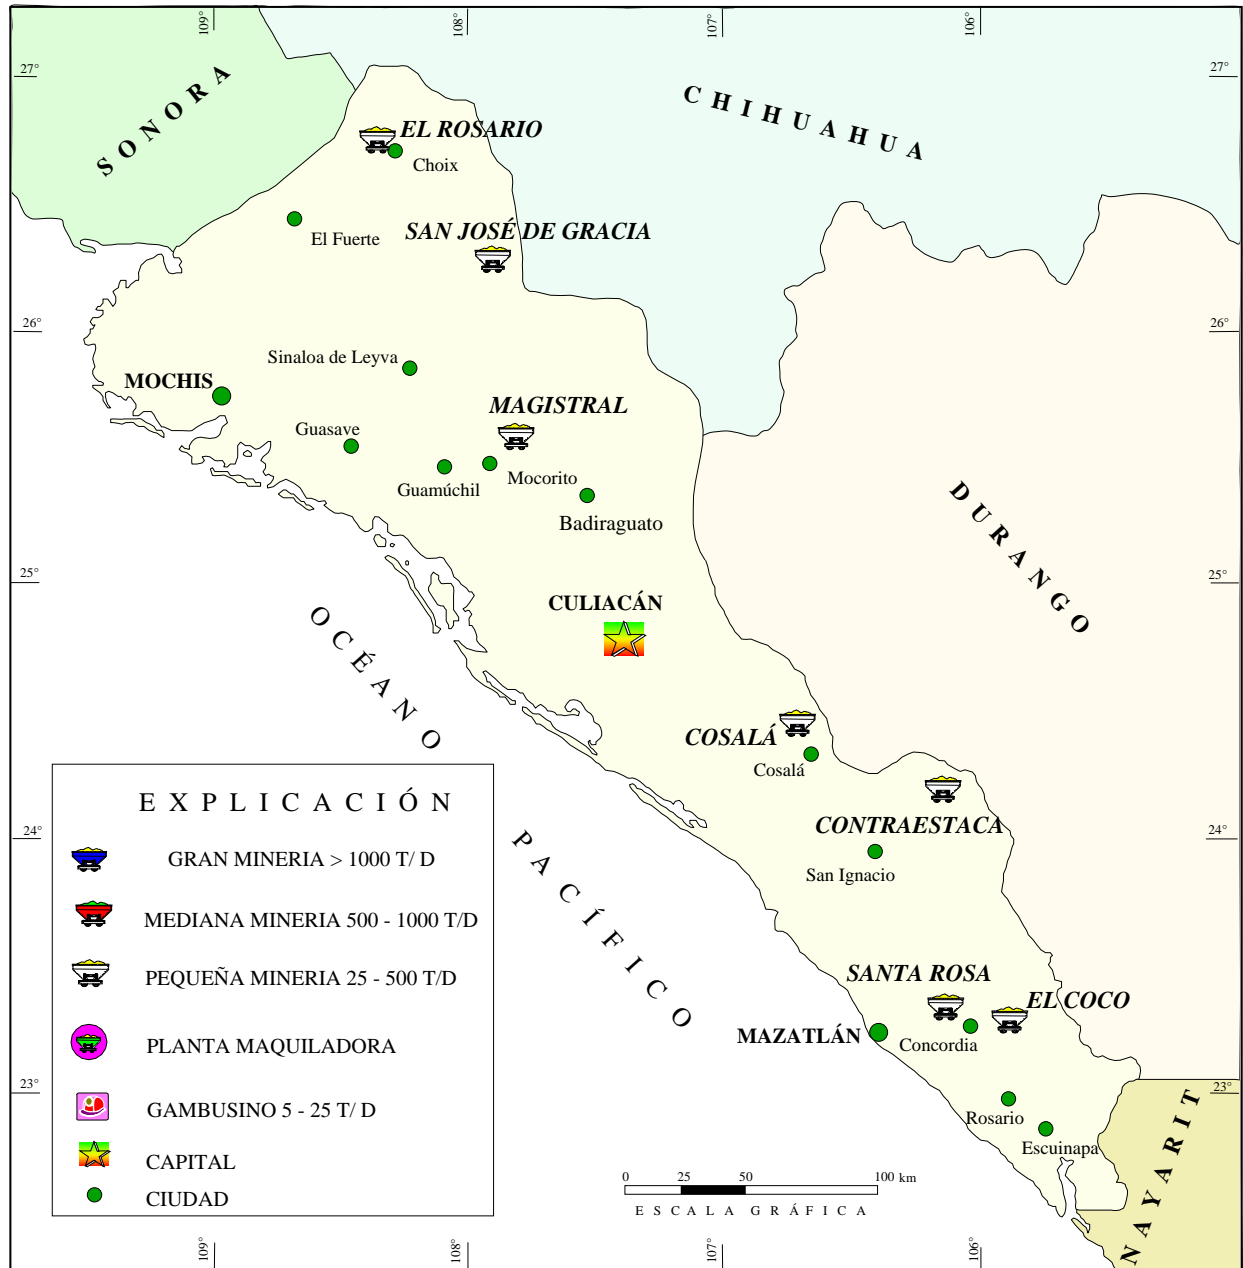 109°
108°
107°
106°
27°
27°
SONORA
CHIHUAHUA
EL ROSARIO
Choix
El Fuerte
SAN JOSÉ DE GRACIA
26°
26°
Sinaloa de Leyva
MOCHIS
MAGISTRAL
Guasave
Guamúchil
Mocorito
Badiraguato
DURANGO
25°
25°
CULIACÁN
OCÉANO
PACÍFICO
COSALÁ
Cosalá
CONTRAESTACA
24°
24°
San Ignacio
SANTA ROSA
EL COCO
MAZATLÁN
Concordia
23°
23°
Rosario
Escuinapa
NAYARIT
EXPLICACIÓN
GRAN MINERIA > 1000 T/ D
MEDIANA MINERIA 500 - 1000 T/D
PEQUEÑA MINERIA 25 - 500 T/D
PLANTA MAQUILADORA
GAMBUSINO 5 - 25 T/ D
CAPITAL
CIUDAD
0 25 50 100 km
ESCALA GRÁFICA
109°
108°
107°
106°